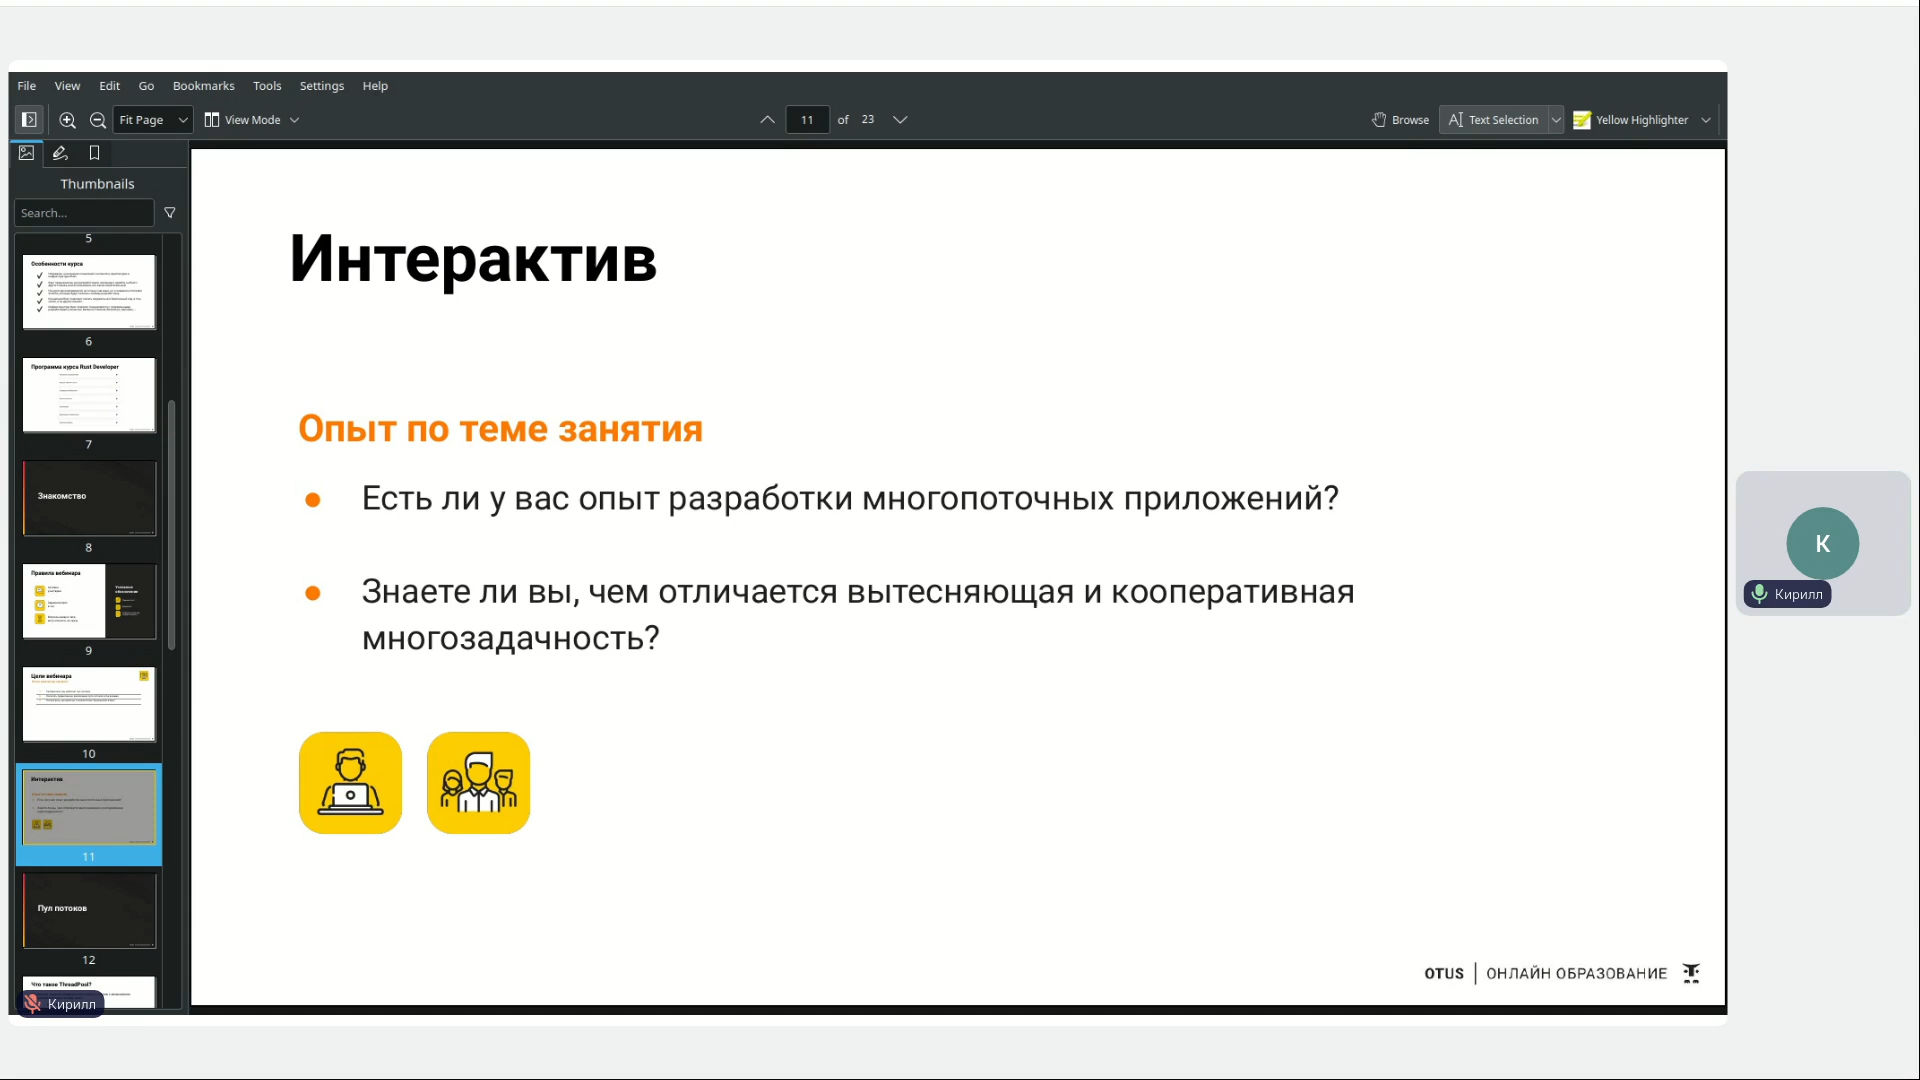 File View Edit Go Bookmarks Tools Settings Help
Fit Page View Mode 11 of 23 Browse Text Selection Yellow Highlighter
Thumbnails
Search...
5
Особенности курса
6
Программа курса Rust Developer
7
Знакомство
8
Правила вебинара
9
Цели вебинара
10
Интерактив
11
Пул потоков
12
Что такое ThreadPool?
Кирилл
Интерактив
Опыт по теме занятия
Есть ли у вас опыт разработки многопоточных приложений?
Знаете ли вы, чем отличается вытесняющая и кооперативная
многозадачность?
OTUS | ОНЛАЙН ОБРАЗОВАНИЕ
К
Кирилл